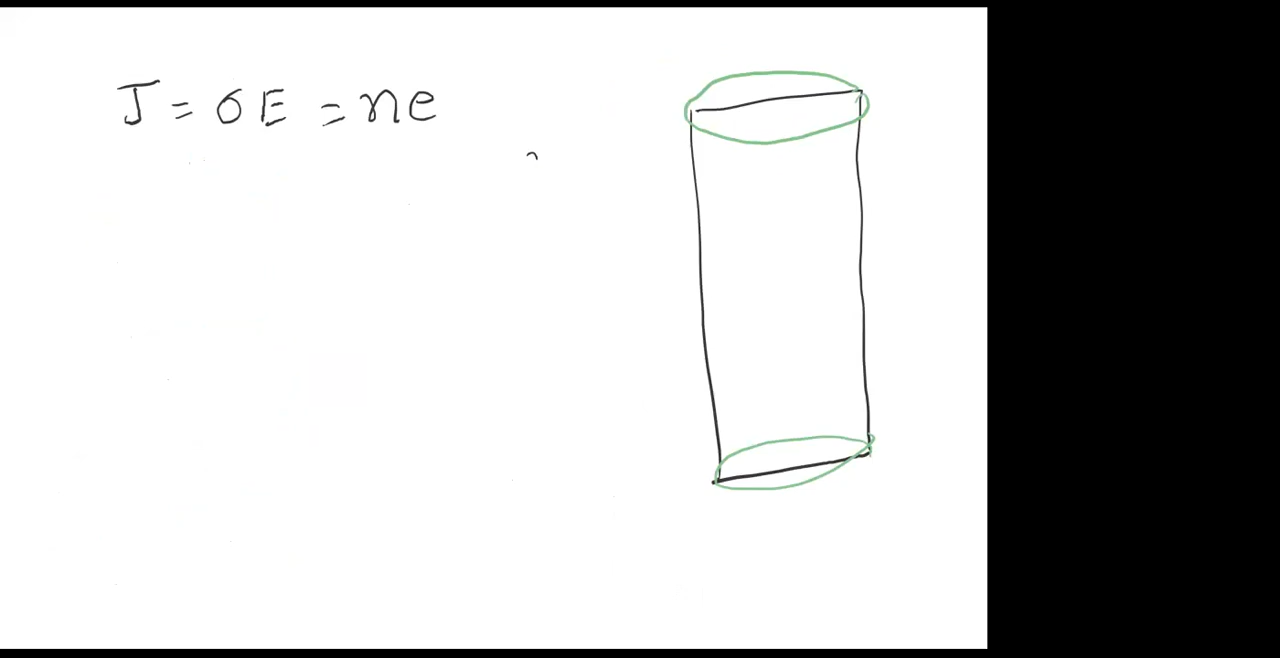 J = σE = ne